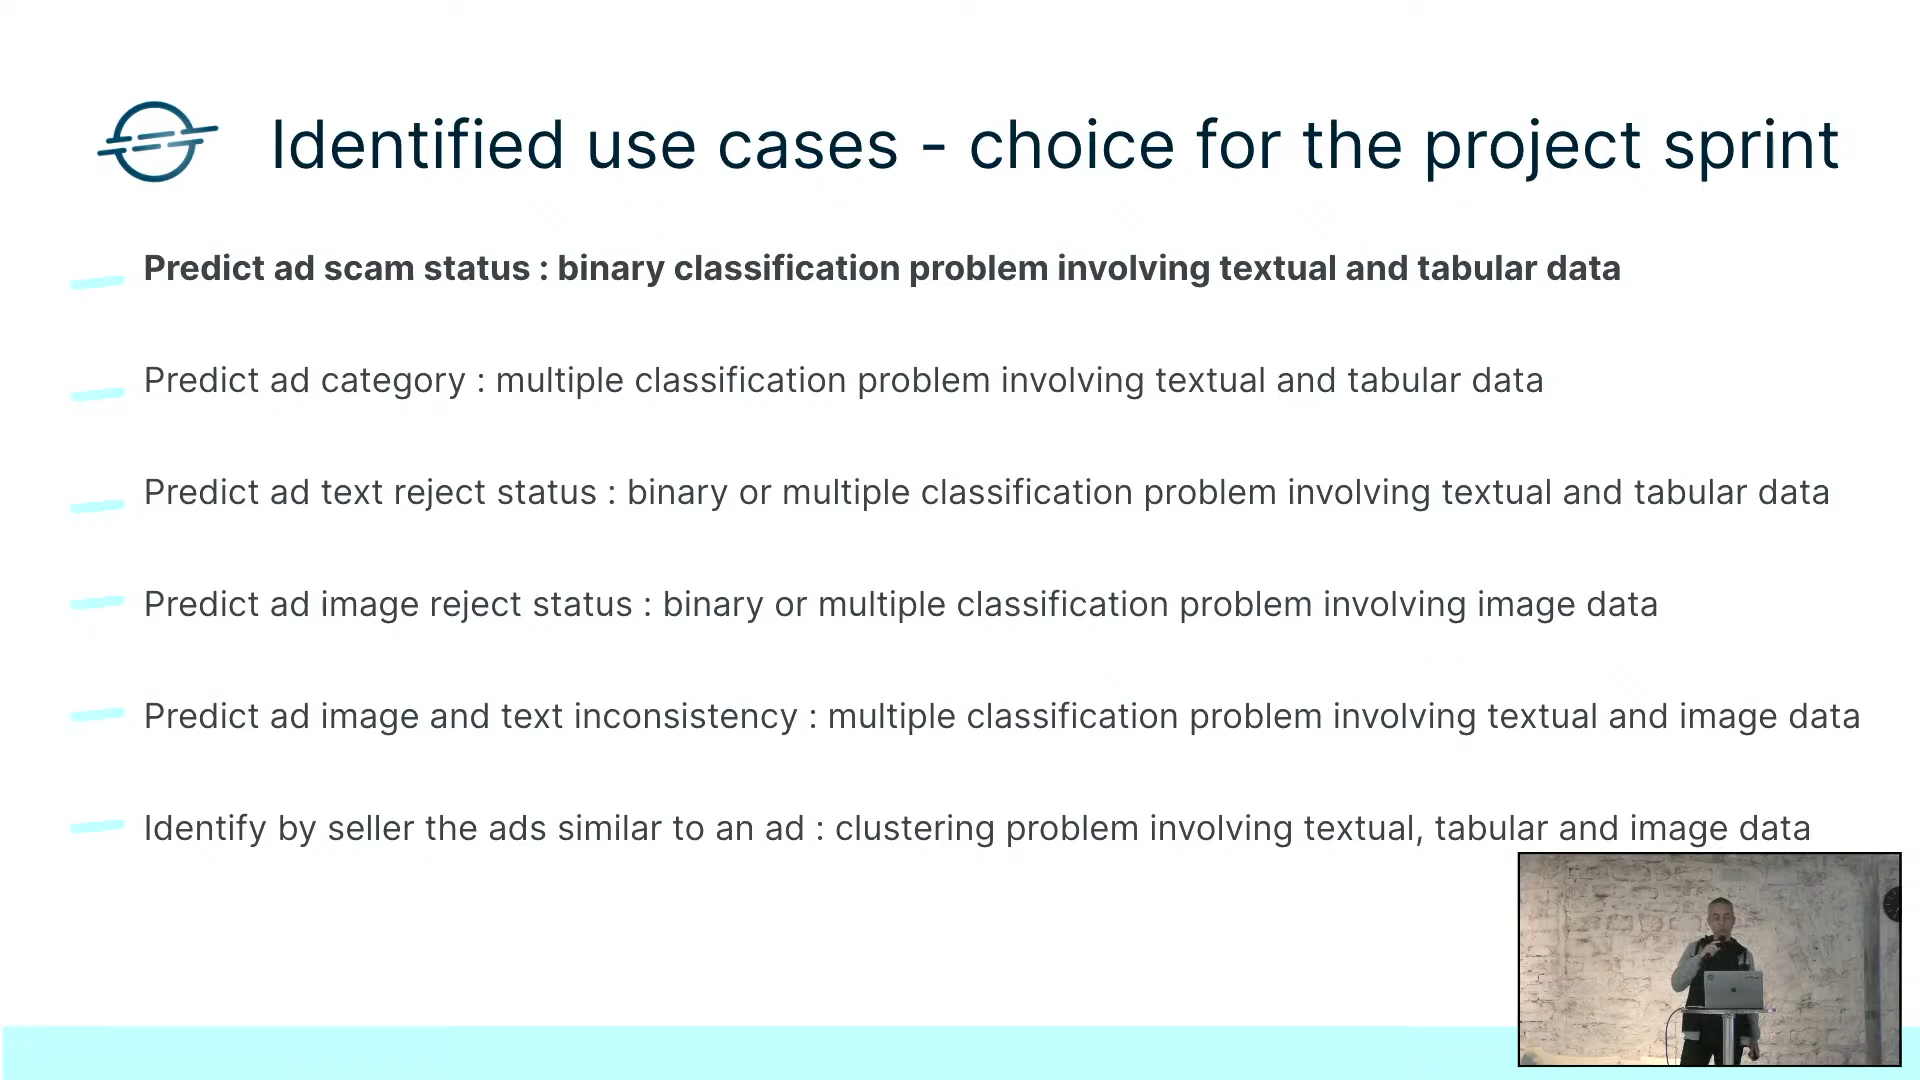 Identified use cases - choice for the project sprint
Predict ad scam status : binary classification problem involving textual and tabular data
Predict ad category : multiple classification problem involving textual and tabular data
Predict ad text reject status : binary or multiple classification problem involving textual and tabular data
Predict ad image reject status : binary or multiple classification problem involving image data
Predict ad image and text inconsistency : multiple classification problem involving textual and image data
Identify by seller the ads similar to an ad : clustering problem involving textual, tabular and image data